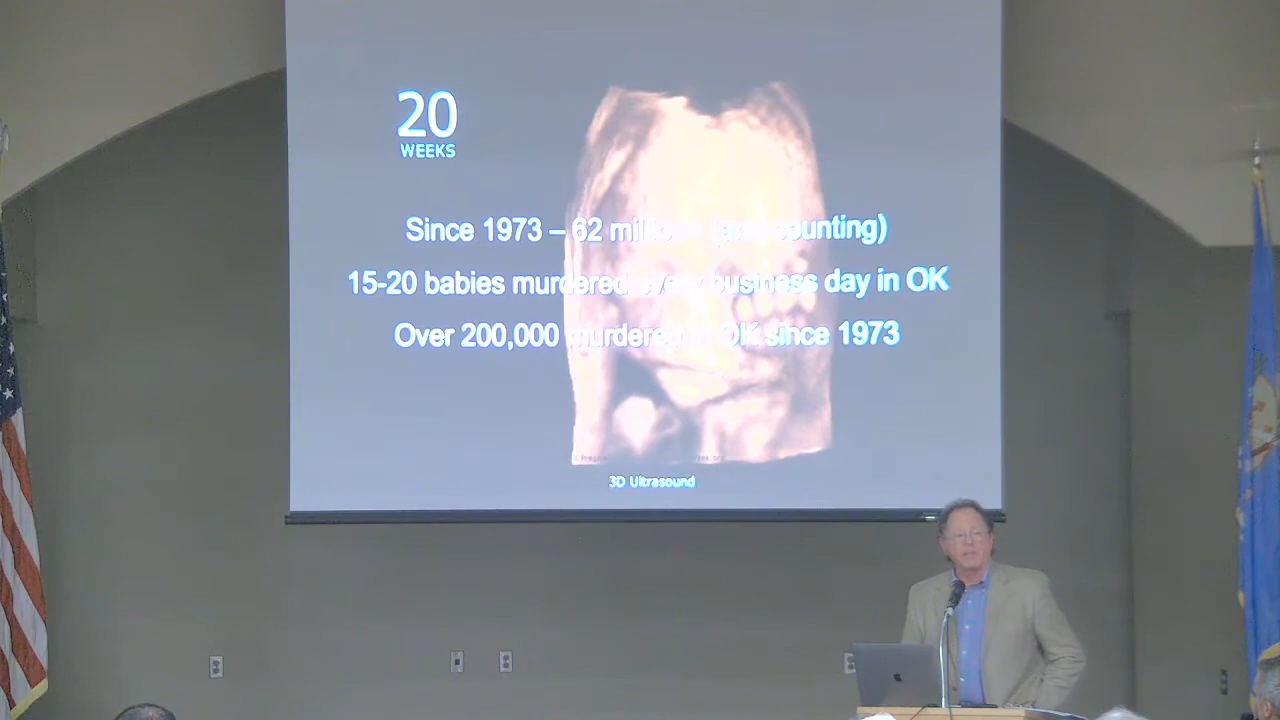 20
WEEKS
Since 1973 – 62 million (and counting)
15-20 babies murdered every business day in OK
Over 200,000 murdered in OK since 1973
3D Ultrasound